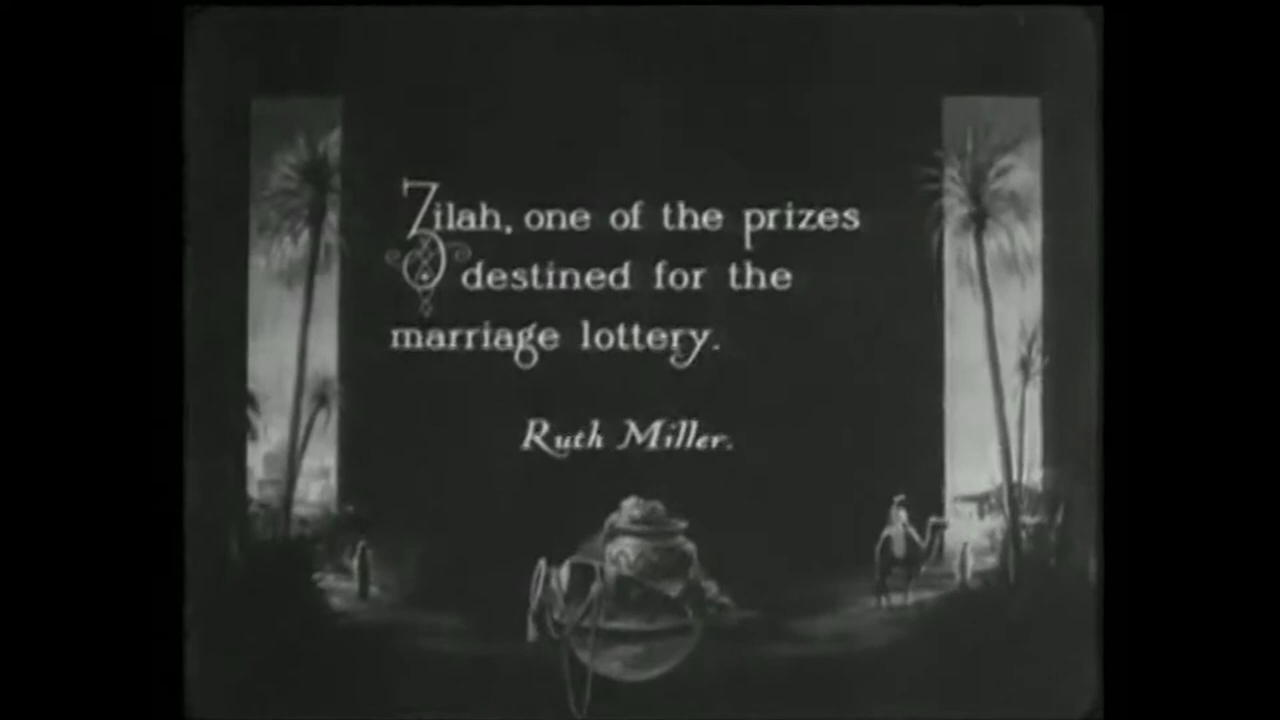 Zilah, one of the prizes
destined for the
marriage lottery.
Ruth Miller.